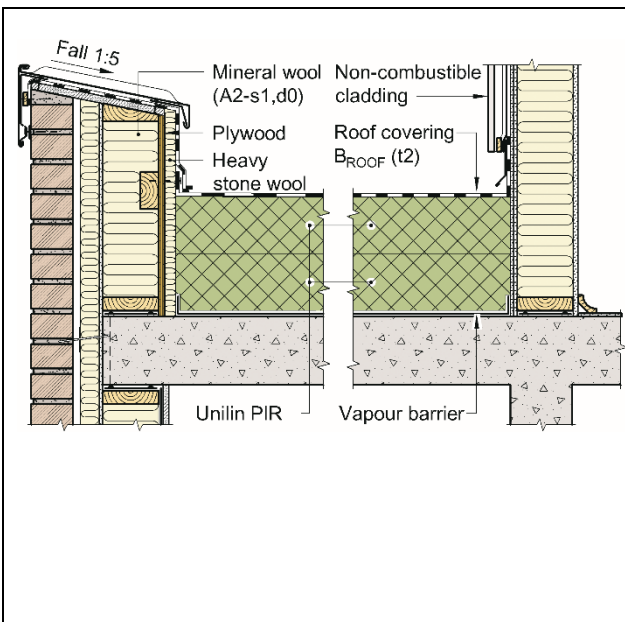 Fall 1:5
Mineral wool
(A2-s1,d0)
Plywood
Heavy
stone wool
Non-combustible
cladding
Roof covering
BROOF (t2)
Unilin PIR
Vapour barrier